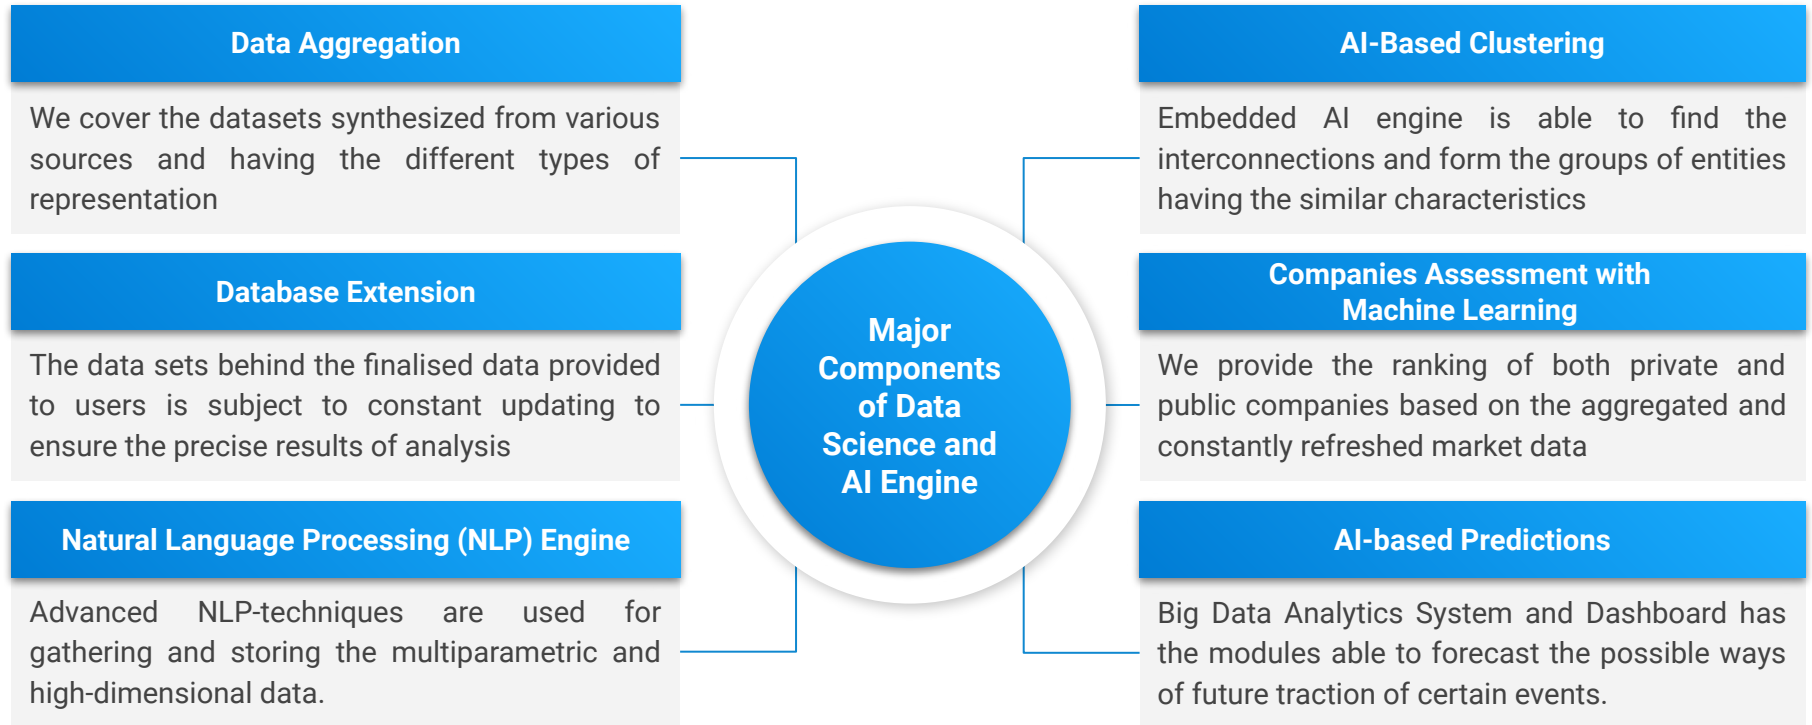 Data Aggregation
We cover the datasets synthesized from various
sources and having the different types of
representation
Database Extension
The data sets behind the finalised data provided
to users is subject to constant updating to
ensure the precise results of analysis
Natural Language Processing (NLP) Engine
Advanced NLP-techniques are used for
gathering and storing the multiparametric and
high-dimensional data.
Major
Components
of Data
Science and
AI Engine
AI-Based Clustering
Embedded AI engine is able to find the
interconnections and form the groups of entities
having the similar characteristics
Companies Assessment with
Machine Learning
We provide the ranking of both private and
public companies based on the aggregated and
constantly refreshed market data
AI-based Predictions
Big Data Analytics System and Dashboard has
the modules able to forecast the possible ways
of future traction of certain events.